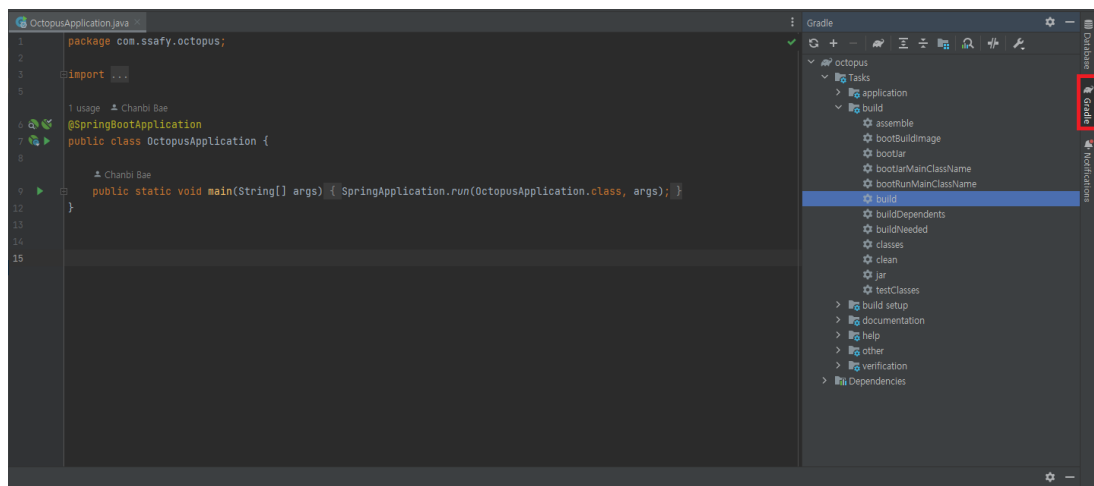 OctopusApplication.java
1 package com.ssafy.octopus;
2
3 import ...
5
1 usage Chanbi Bae
6 @SpringBootApplication
7 public class OctopusApplication {
8
Chanbi Bae
9 public static void main(String[] args) { SpringApplication.run(OctopusApplication.class, args); }
12 }
13
14
15
Gradle
octopus
Tasks
application
build
assemble
bootBuildImage
bootJar
bootJarMainClassName
bootRunMainClassName
build
buildDependents
buildNeeded
classes
clean
jar
testClasses
build setup
documentation
help
other
verification
Dependencies
Database
Gradle
Notifications